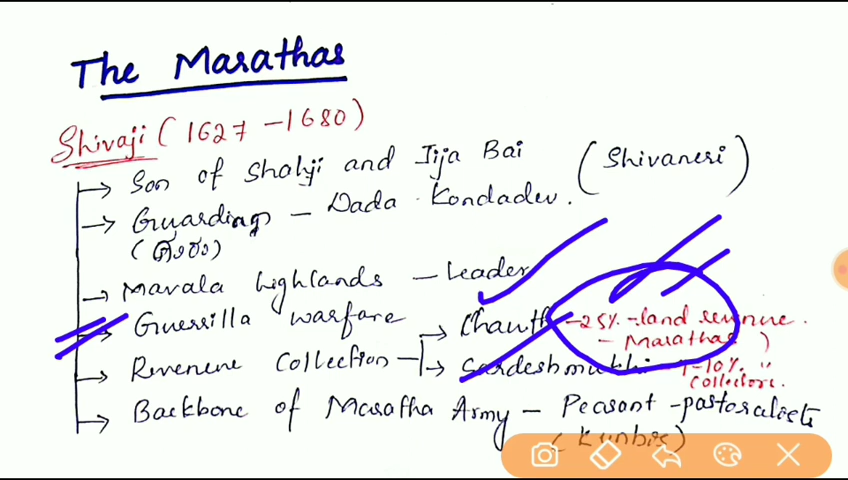 The Marathas
Shivaji (1627 - 1680)
→ Son of Shahji and Jija Bai (Shivaneri)
→ Guardian - Dada Kondadev.
→ Mavala highlands - Leader
→ Guerrilla warfare
→ Revenue Collection
→ Chauth - 25% - land revenue.
- Marathas)
→ Sardeshmukhi - 10% "
collectors.
→ Backbone of Maratha Army - Peasant - pastoralists
(Kunbis)